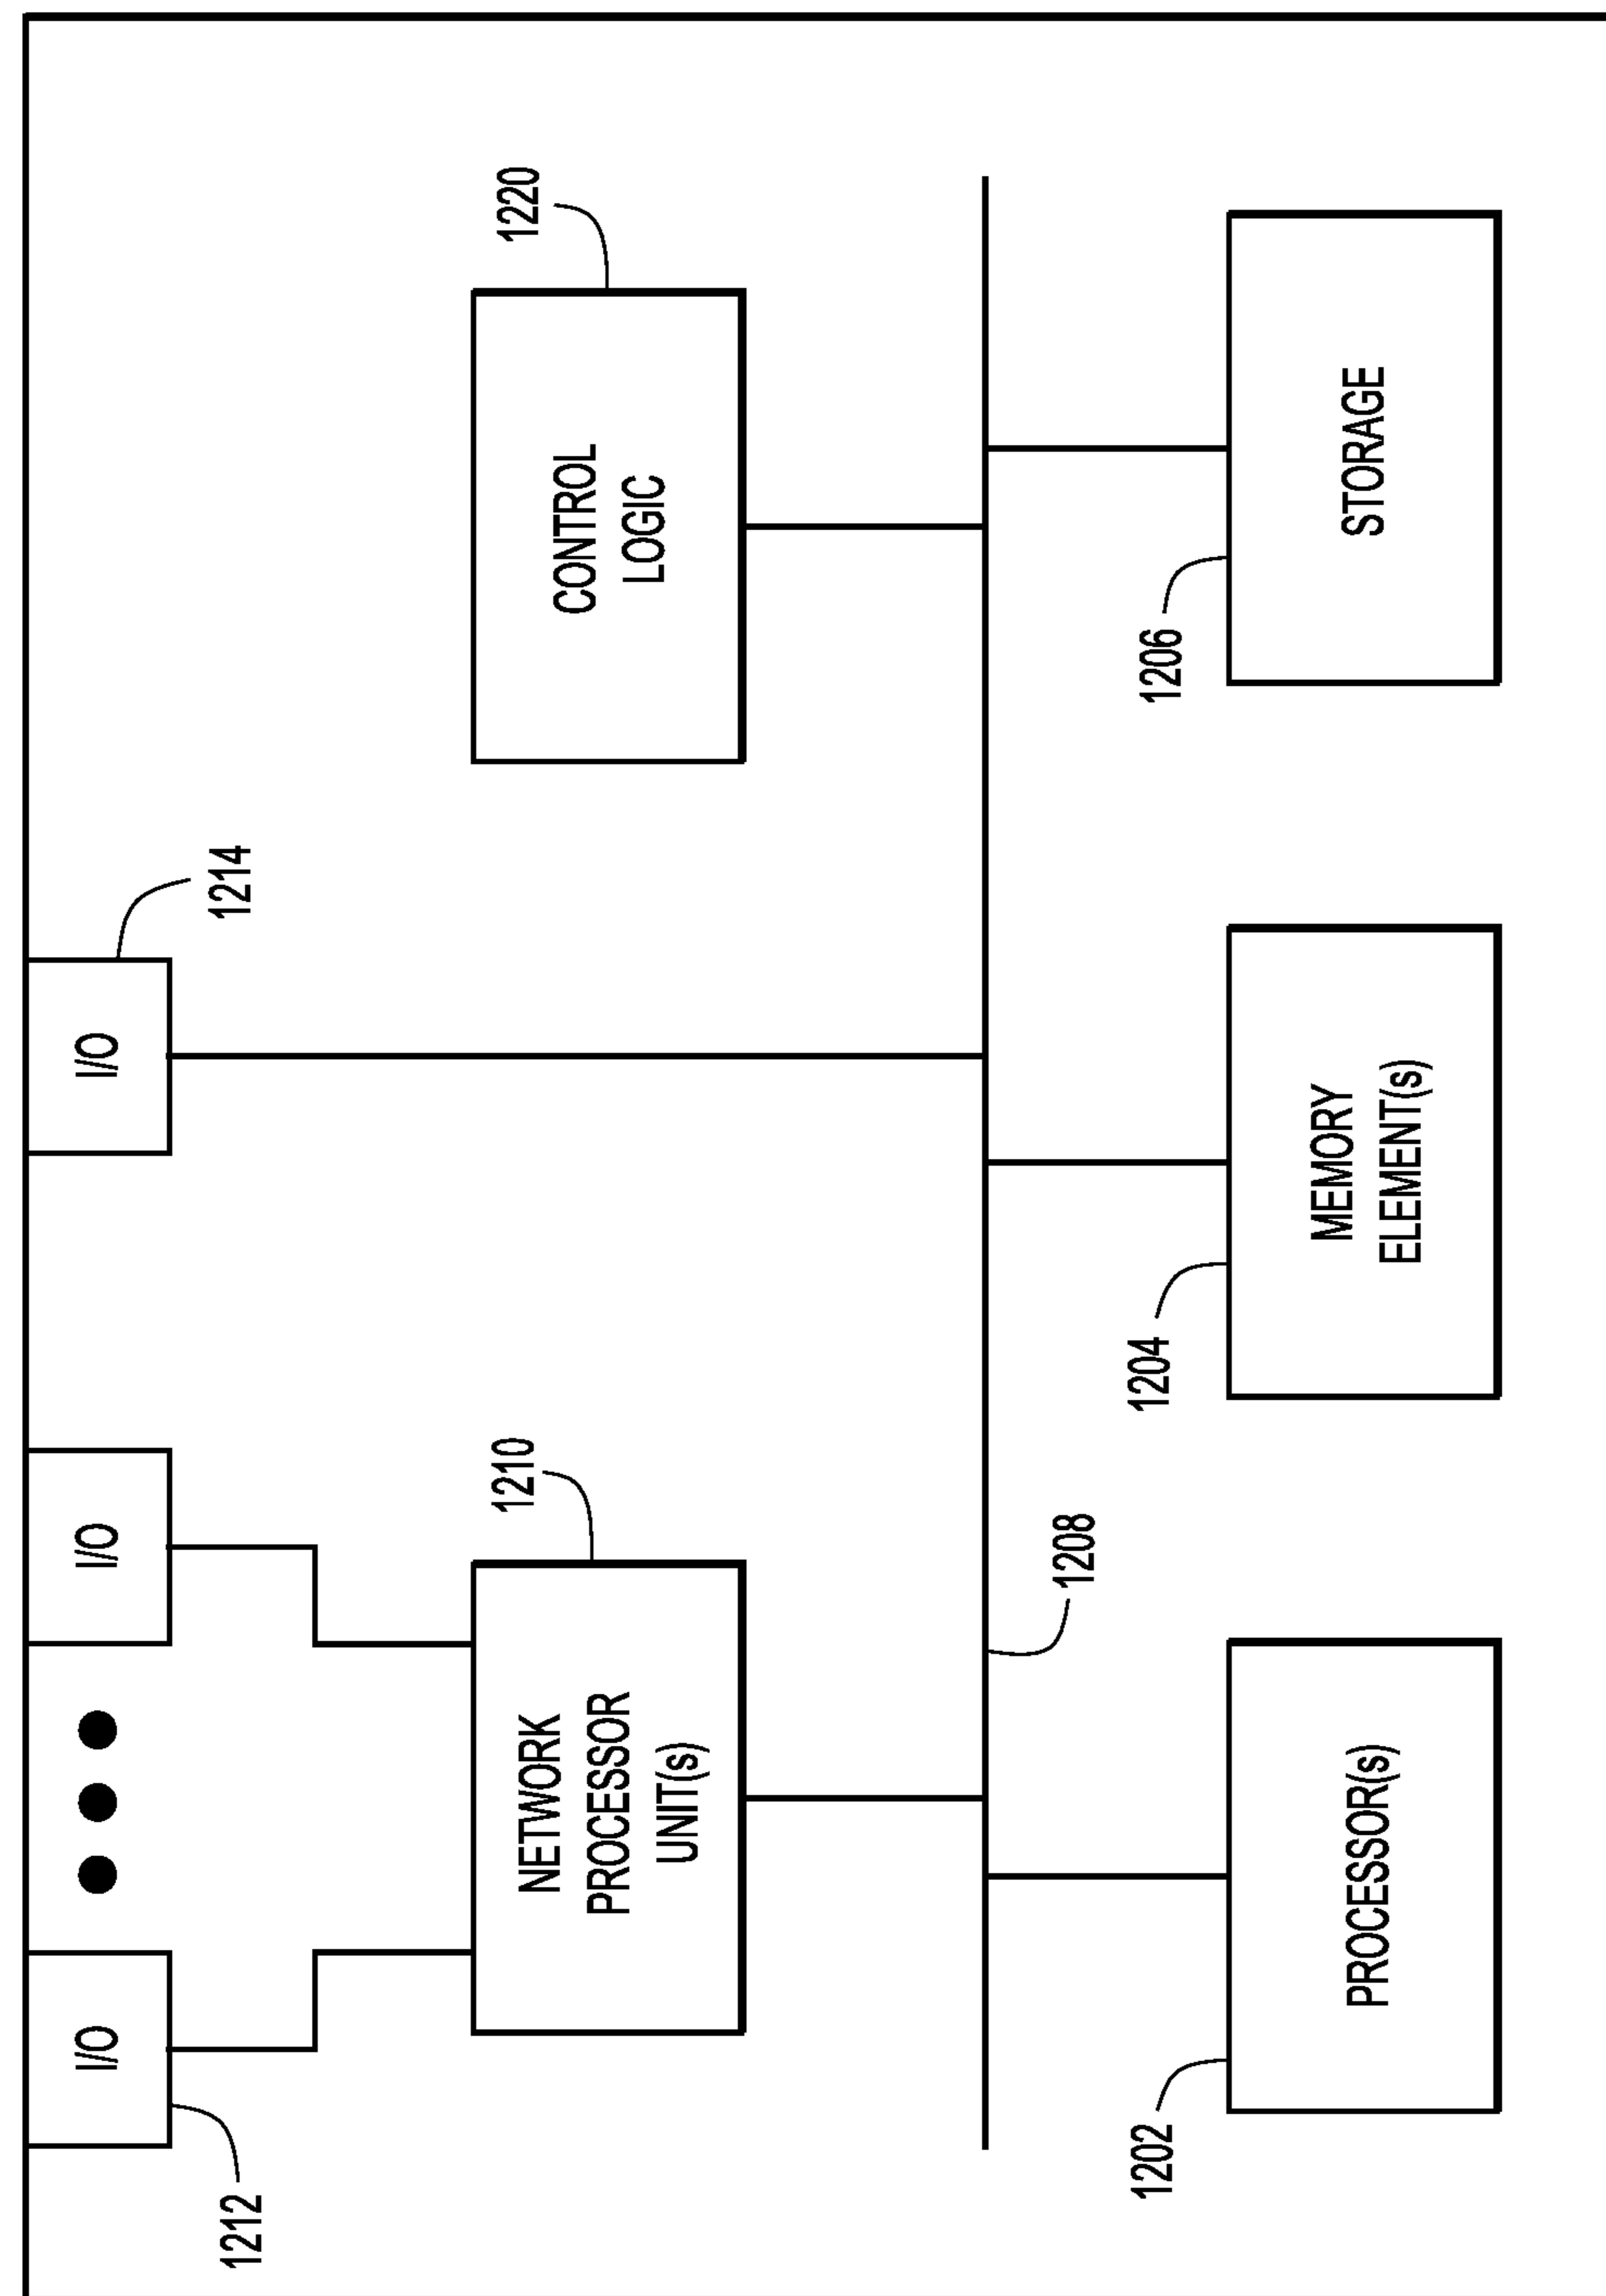 I/O
I/O
I/O
1212
1214
1210
1220
NETWORK
PROCESSOR
UNIT(s)
CONTROL
LOGIC
1208
1202
1204
1206
PROCESSOR(s)
MEMORY
ELEMENT(s)
STORAGE